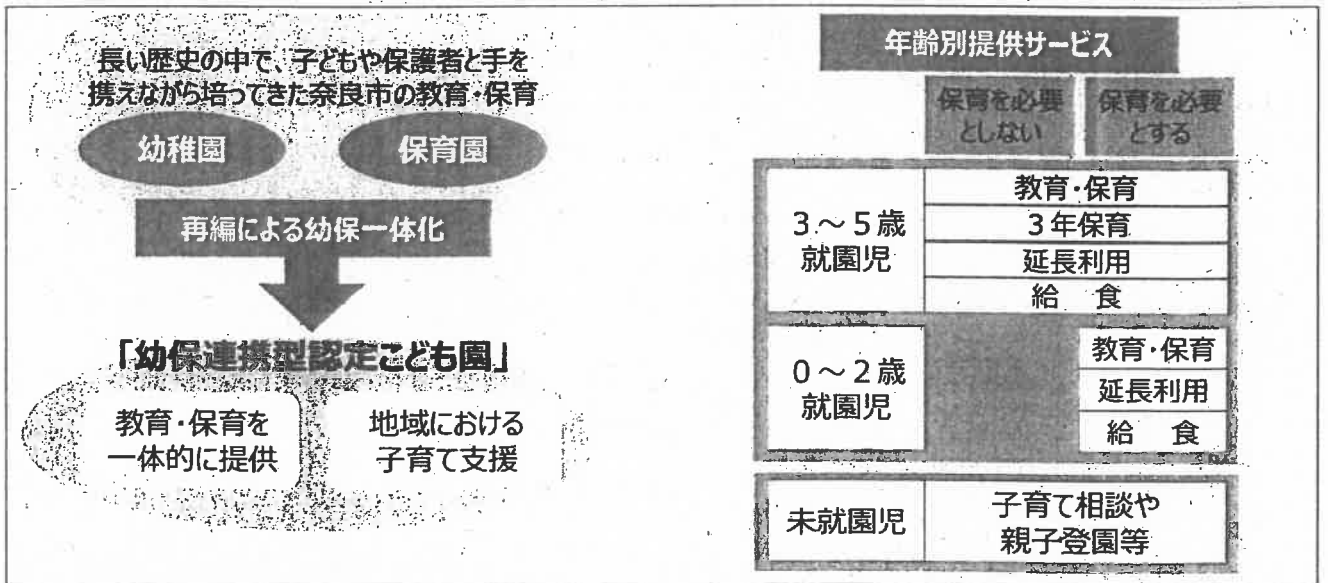 長い歴史の中で、子どもや保護者と手を
携えながら培ってきた奈良市の教育・保育
幼稚園
保育園
再編による幼保一体化
「幼保連携型認定こども園」
教育・保育を
一体的に提供
地域における
子育て支援
年齢別提供サービス
保育を必要
としない
保育を必要
とする
3～5歳
就園児
教育・保育
3年保育
延長利用
給 食
0～2歳
就園児
教育・保育
延長利用
給 食
未就園児
子育て相談や
親子登園等